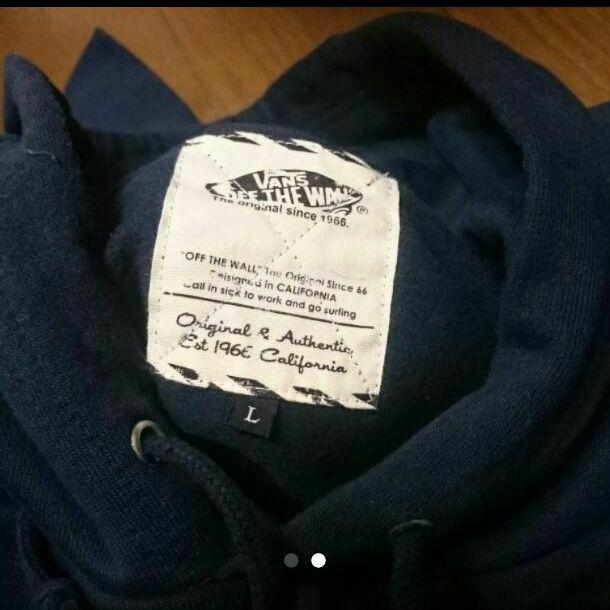 VANS
OFF THE WALL
®
The original since 1966.
"OFF THE WALL" The Original Since 66
Deisigned in CALIFORNIA
Call in sick to work and go surfing
Original & Authentic
Est 1966 California
L